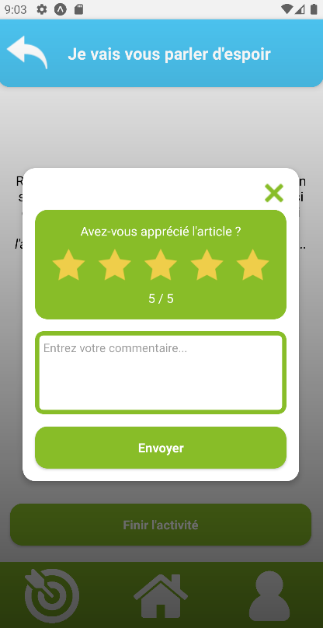 9:03
Je vais vous parler d'espoir
Avez-vous apprécié l'article ?
5 / 5
Entrez votre commentaire...
Envoyer
Finir l'activité